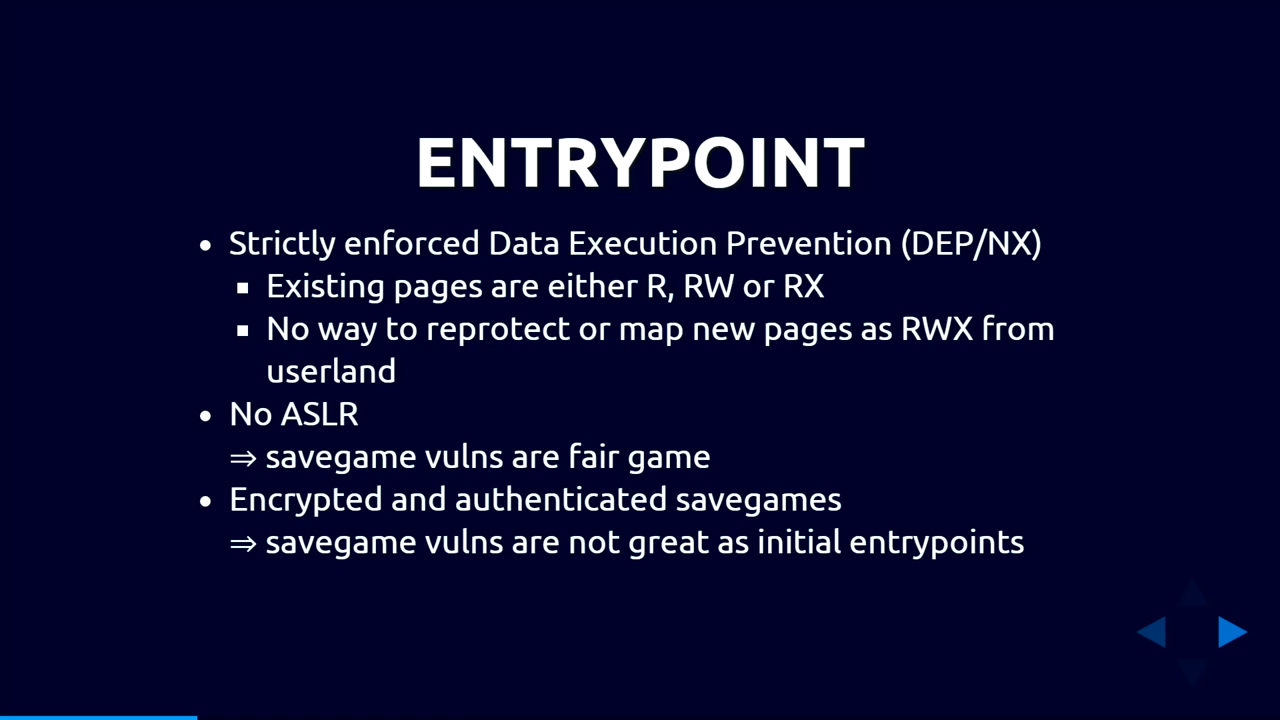 ENTRYPOINT
• Strictly enforced Data Execution Prevention (DEP/NX)
▪ Existing pages are either R, RW or RX
▪ No way to reprotect or map new pages as RWX from
userland
• No ASLR
⇒ savegame vulns are fair game
• Encrypted and authenticated savegames
⇒ savegame vulns are not great as initial entrypoints